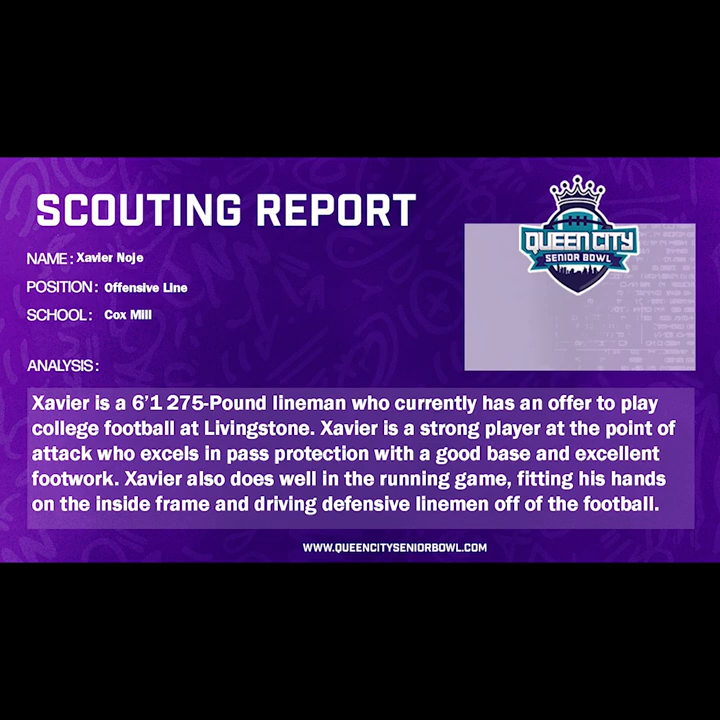 SCOUTING REPORT
QUEEN CITY
SENIOR BOWL
NAME: Xavier Noje
POSITION: Offensive Line
SCHOOL: Cox Mill
ANALYSIS:
Xavier is a 6’1 275-Pound lineman who currently has an offer to play
college football at Livingstone. Xavier is a strong player at the point of
attack who excels in pass protection with a good base and excellent
footwork. Xavier also does well in the running game, fitting his hands
on the inside frame and driving defensive linemen off of the football.
WWW.QUEENCITYSENIORBOWL.COM